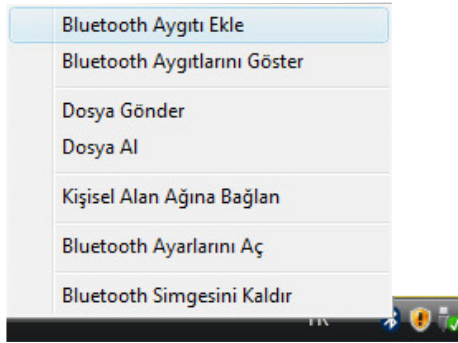 Bluetooth Aygıtı Ekle
Bluetooth Aygıtlarını Göster
Dosya Gönder
Dosya Al
Kişisel Alan Ağına Bağlan
Bluetooth Ayarlarını Aç
Bluetooth Simgesini Kaldır